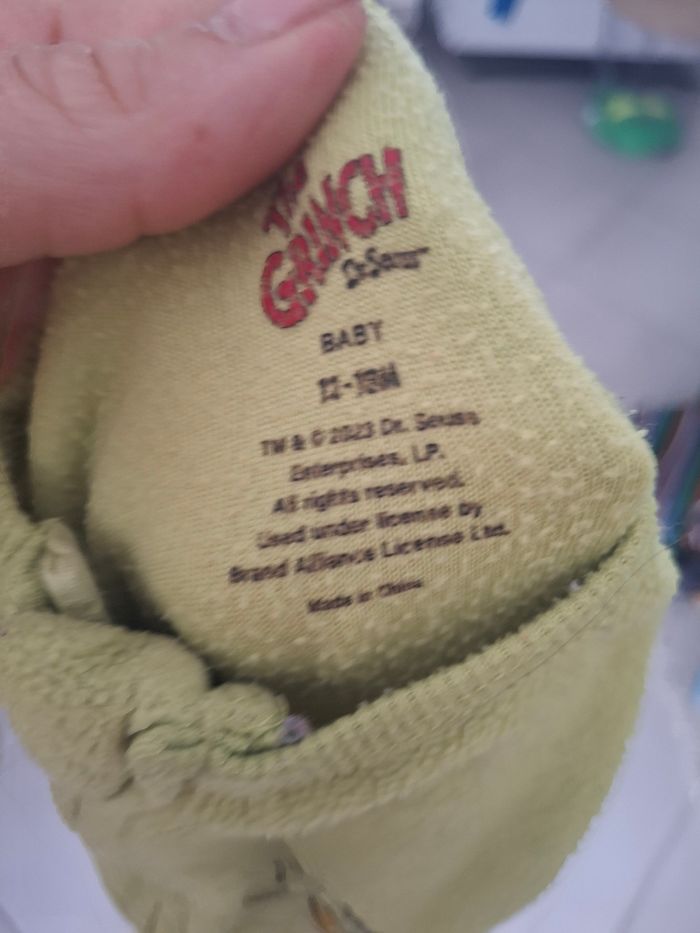 THE
GRINCH
Dr. Seuss
BABY
12-18M
TM & © 2023 Dr. Seuss
Enterprises, L.P.
All rights reserved.
Used under license by
Brand Alliance License Ltd.
Made in China